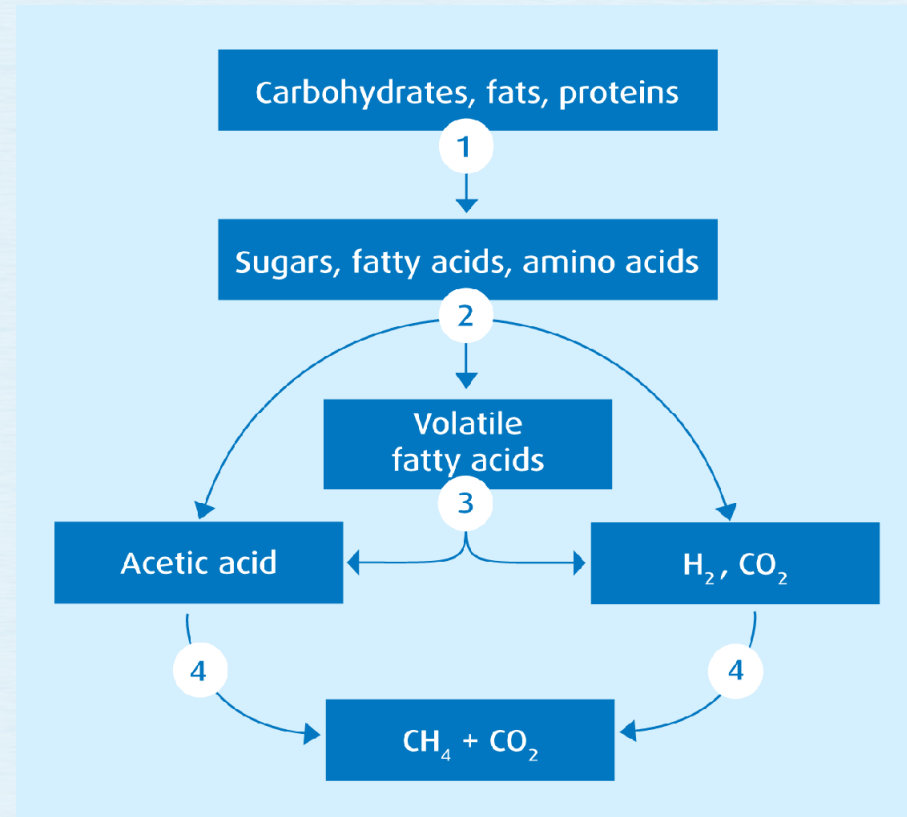 Carbohydrates, fats, proteins
1
Sugars, fatty acids, amino acids
2
Volatile
fatty acids
3
Acetic acid
H₂, CO₂
4
4
CH₄ + CO₂